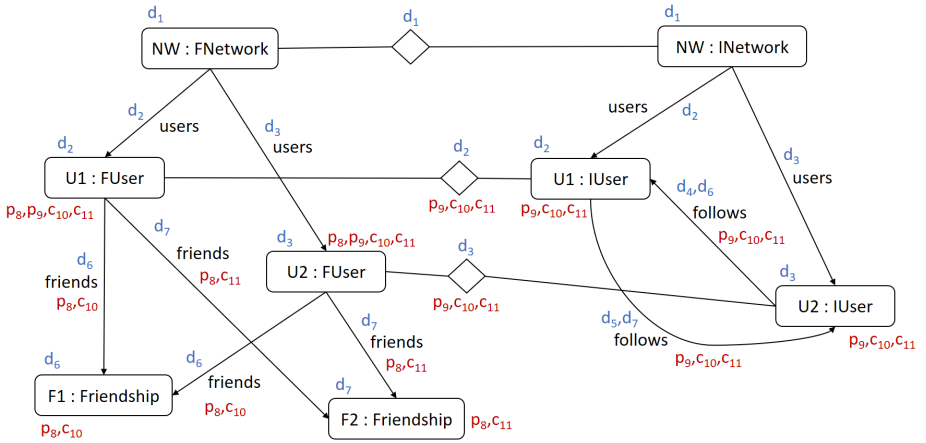 d₁
d₁
NW : FNetwork
NW : INetwork
d₂
users
d₃
users
users
d₂
d₃
users
d₂
d₂
d₂
U1 : FUser
U1 : IUser
p₈,p₉,c₁₀,c₁₁
p₉,c₁₀,c₁₁
p₉,c₁₀,c₁₁
d₄,d₆
follows
p₉,c₁₀,c₁₁
d₇
friends
p₈,c₁₁
d₃
p₈,p₉,c₁₀,c₁₁
d₃
d₃
U2 : FUser
p₉,c₁₀,c₁₁
U2 : IUser
p₉,c₁₀,c₁₁
d₆
friends
p₈,c₁₀
d₅,d₇
follows
p₉,c₁₀,c₁₁
d₇
friends
p₈,c₁₁
d₆
friends
p₈,c₁₀
d₆
F1 : Friendship
p₈,c₁₀
d₇
F2 : Friendship
p₈,c₁₁